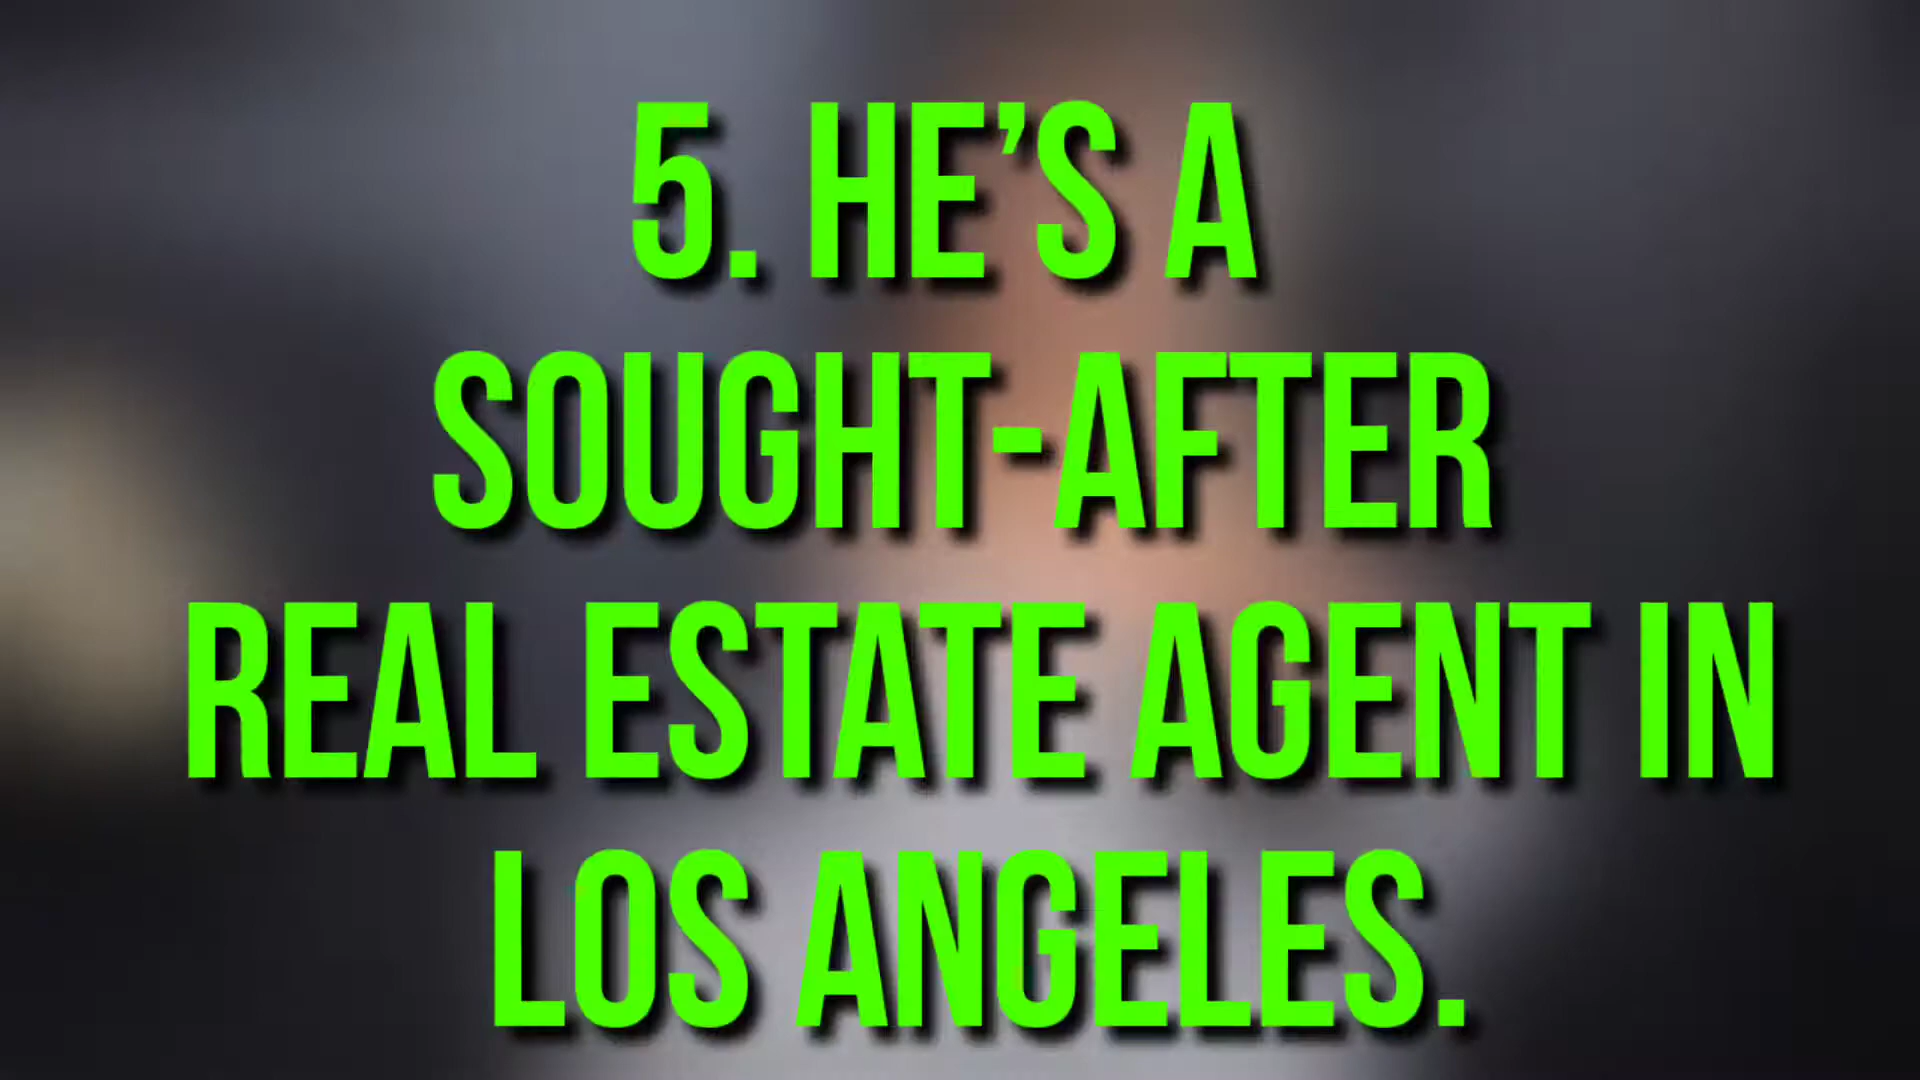 5. HE’S A
SOUGHT-AFTER
REAL ESTATE AGENT IN
LOS ANGELES.